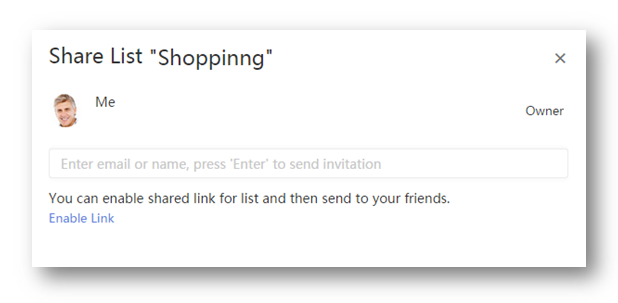 Share List "Shoppinng"
Me
Owner
Enter email or name, press 'Enter' to send invitation
You can enable shared link for list and then send to your friends.
Enable Link